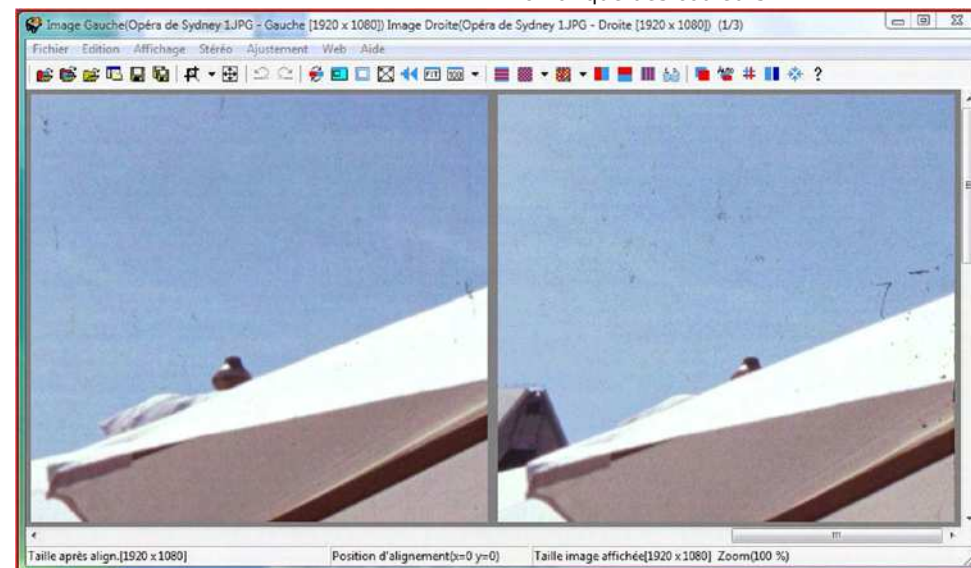 Image Gauche(Opéra de Sydney 1.JPG - Gauche [1920 x 1080]) Image Droite(Opéra de Sydney 1.JPG - Droite [1920 x 1080]) (1/3)
Fichier Edition Affichage Stéréo Ajustement Web Aide
Taille après align.[1920 x 1080] Position d'alignement(x=0 y=0) Taille image affichée[1920 x 1080] Zoom(100 %)